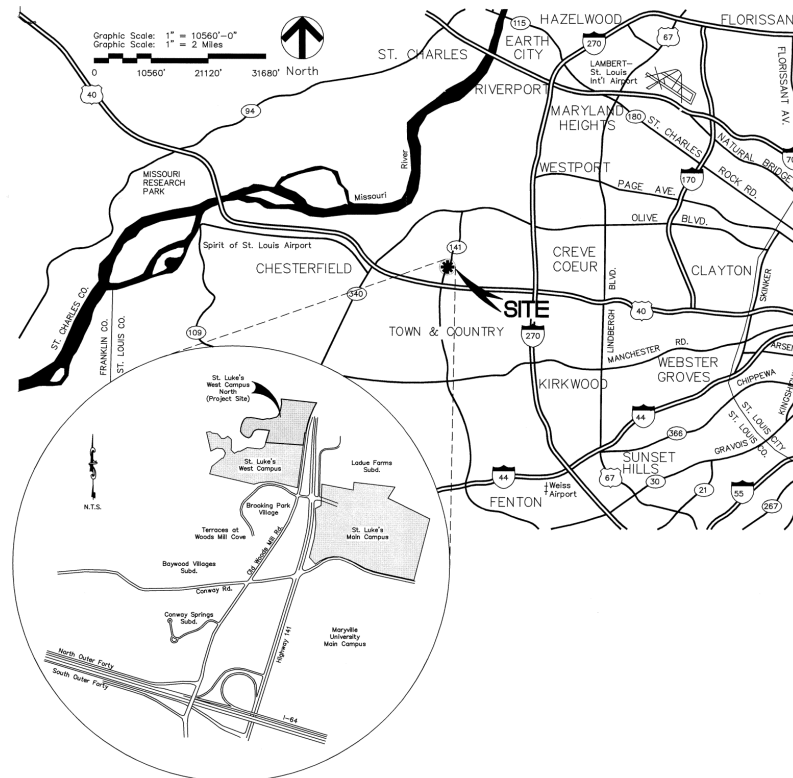 Graphic Scale: 1" = 10560'-0"
Graphic Scale: 1" = 2 Miles
0 10560' 21120' 31680'
North
40
94
ST. CHARLES
115
EARTH
CITY
HAZELWOOD
270
67
FLORISSAN
LAMBERT-
St. Louis
Int'l Airport
FLORISSANT AV.
RIVERPORT
MARYLAND
HEIGHTS
180
ST. CHARLES
ROCK RD.
NATURAL BRIDGE
70
MISSOURI
RESEARCH
PARK
Missouri
River
WESTPORT
PAGE AVE.
170
OLIVE BLVD.
Spirit of St. Louis Airport
CHESTERFIELD
141
CREVE
COEUR
LINDBERGH
BLVD.
CLAYTON
SKINKER
SITE
340
40
ST. CHARLES CO.
FRANKLIN CO.
ST. LOUIS CO.
109
TOWN & COUNTRY
270
MANCHESTER RD.
WEBSTER
GROVES
ARSEN
KIRKWOOD
CHIPPEWA
KINGSH
44
ST. LOUIS CITY
ST. LOUIS CO.
366
GRAVOIS
SUNSET
HILLS
44
67
30
21
55
267
FENTON
Weiss
Airport
St. Luke's
West Campus
North
(Project Site)
St. Luke's
West Campus
Ladue Farms
Subd.
N.T.S.
Brooking Park
Village
Terraces at
Woods Mill Cove
Old Woods Mill Rd.
St. Luke's
Main Campus
Baywood Villages
Subd.
Conway Rd.
Conway Springs
Subd.
Highway 141
Maryville
University
Main Campus
North Outer Forty
South Outer Forty
I-64